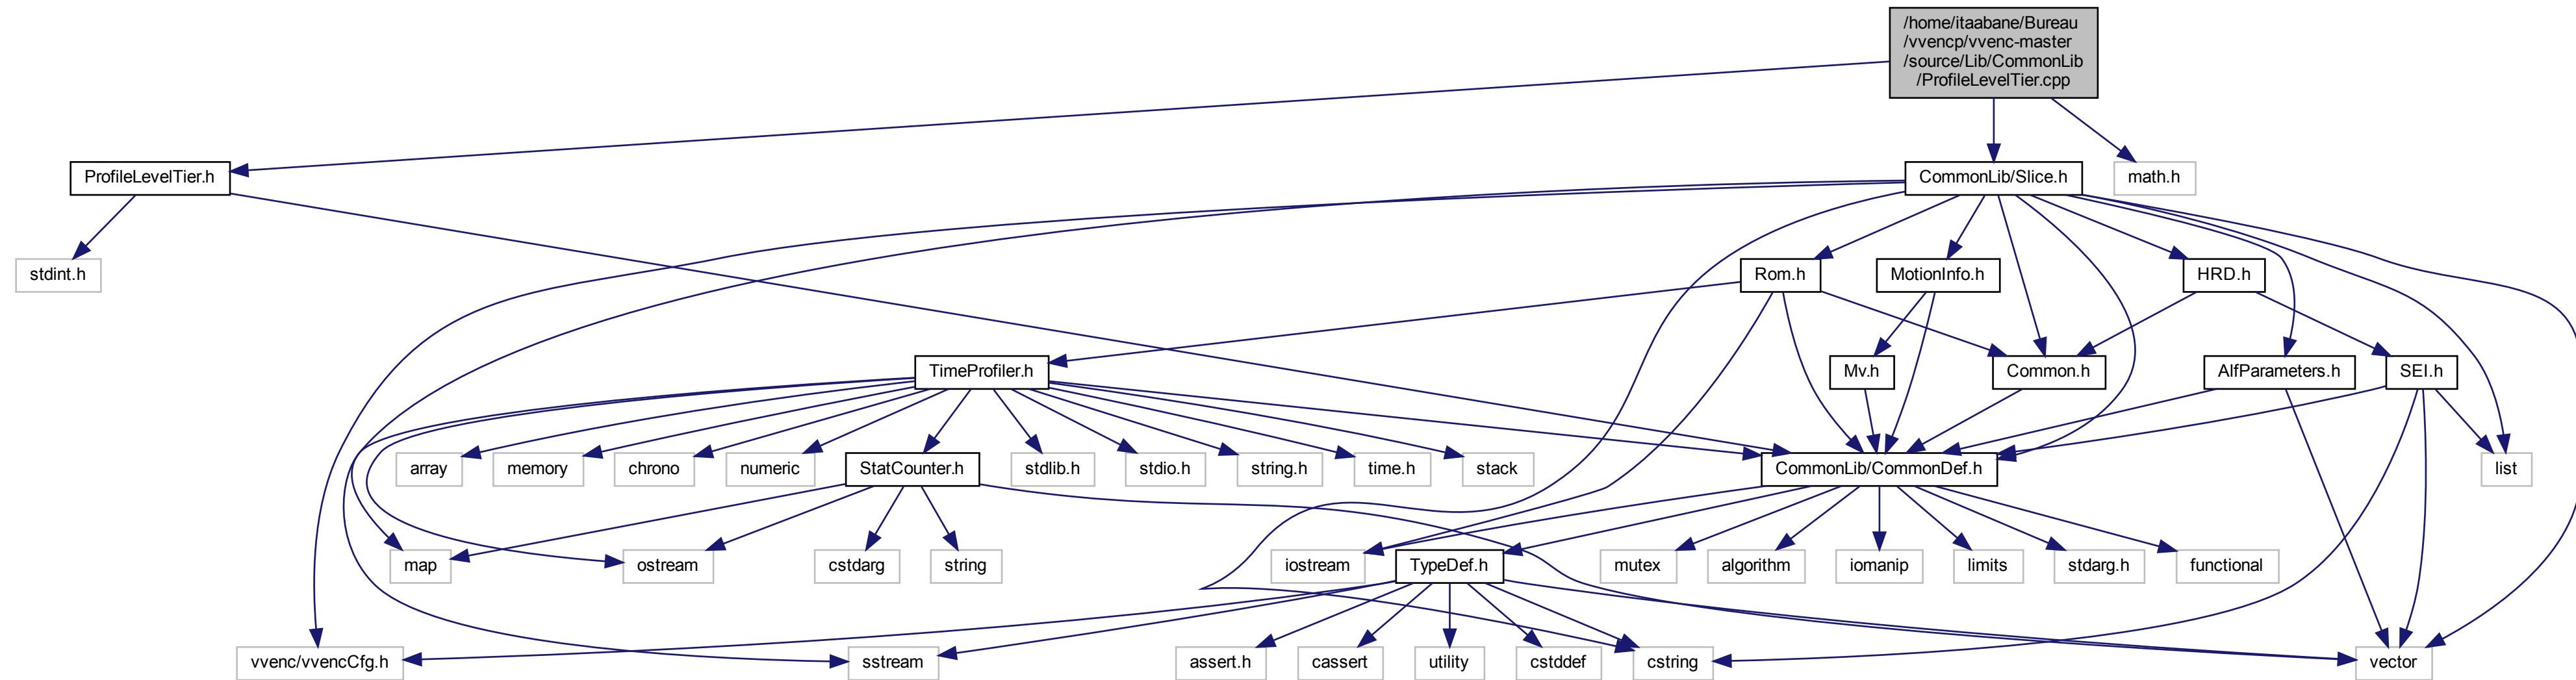 /home/itaabane/Bureau
/vvencp/vvenc-master
/source/Lib/CommonLib
/ProfileLevelTier.cpp
ProfileLevelTier.h
CommonLib/Slice.h
math.h
stdint.h
Rom.h
MotionInfo.h
HRD.h
TimeProfiler.h
Mv.h
Common.h
AlfParameters.h
SEI.h
array
memory
chrono
numeric
StatCounter.h
stdlib.h
stdio.h
string.h
time.h
stack
CommonLib/CommonDef.h
list
map
ostream
cstdarg
string
iostream
TypeDef.h
mutex
algorithm
iomanip
limits
stdarg.h
functional
vvenc/vvencCfg.h
sstream
assert.h
cassert
utility
cstddef
cstring
vector